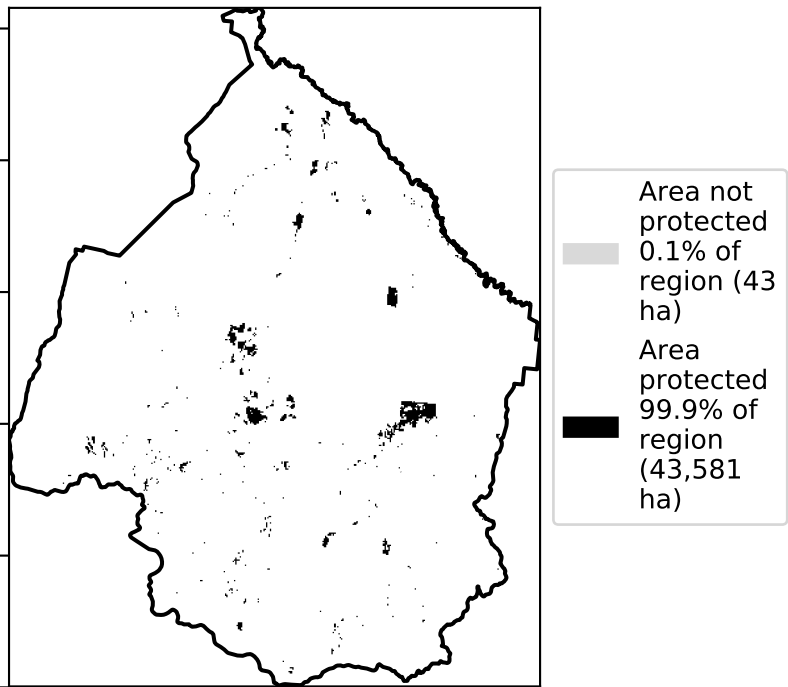 Area not
protected
0.1% of
region (43
ha)
Area
protected
99.9% of
region
(43,581
ha)